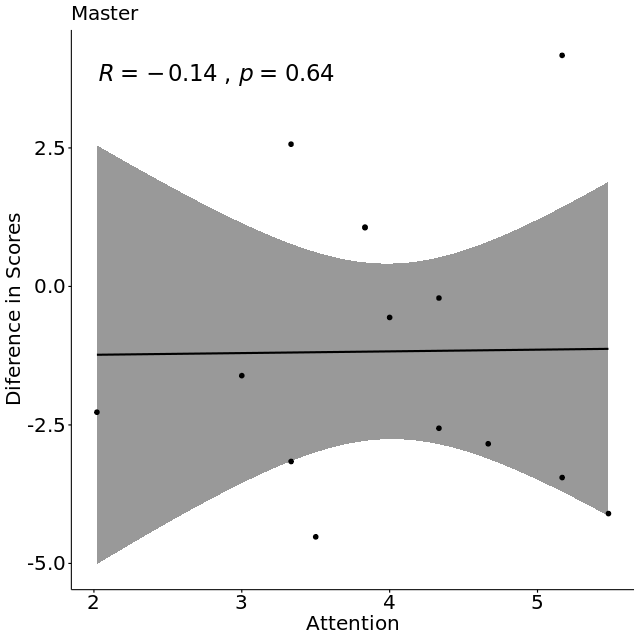 Master
R = −0.14 , p = 0.64
2.5
0.0
-2.5
-5.0
Diference in Scores
2 3 4 5
Attention